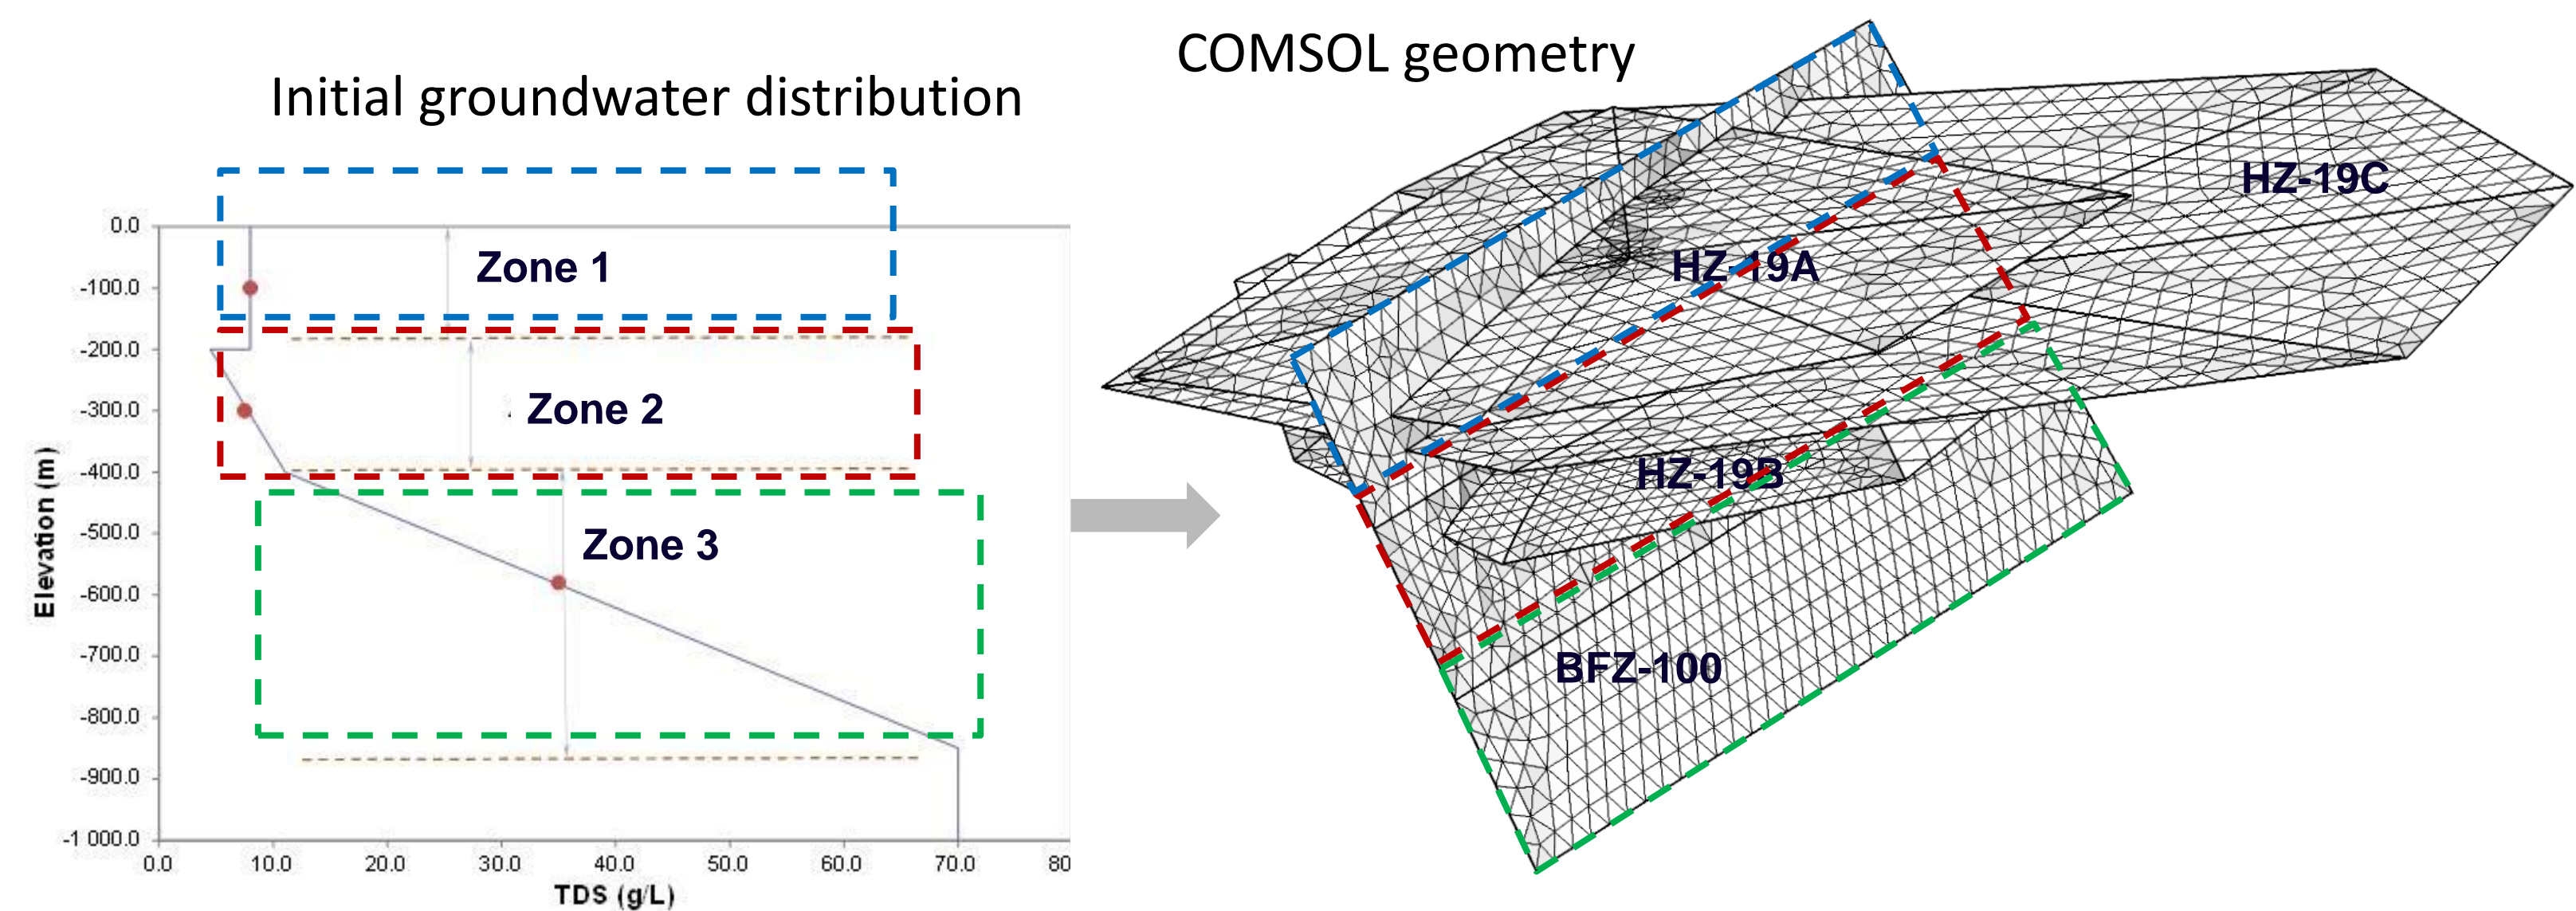 Initial groundwater distribution
COMSOL geometry
0.0
-100.0
-200.0
-300.0
-400.0
-500.0
-600.0
-700.0
-800.0
-900.0
-1 000.0
Elevation (m)
Zone 1
Zone 2
Zone 3
0.0 10.0 20.0 30.0 40.0 50.0 60.0 70.0 80
TDS (g/L)
HZ-19C
HZ-19A
HZ-19B
BFZ-100